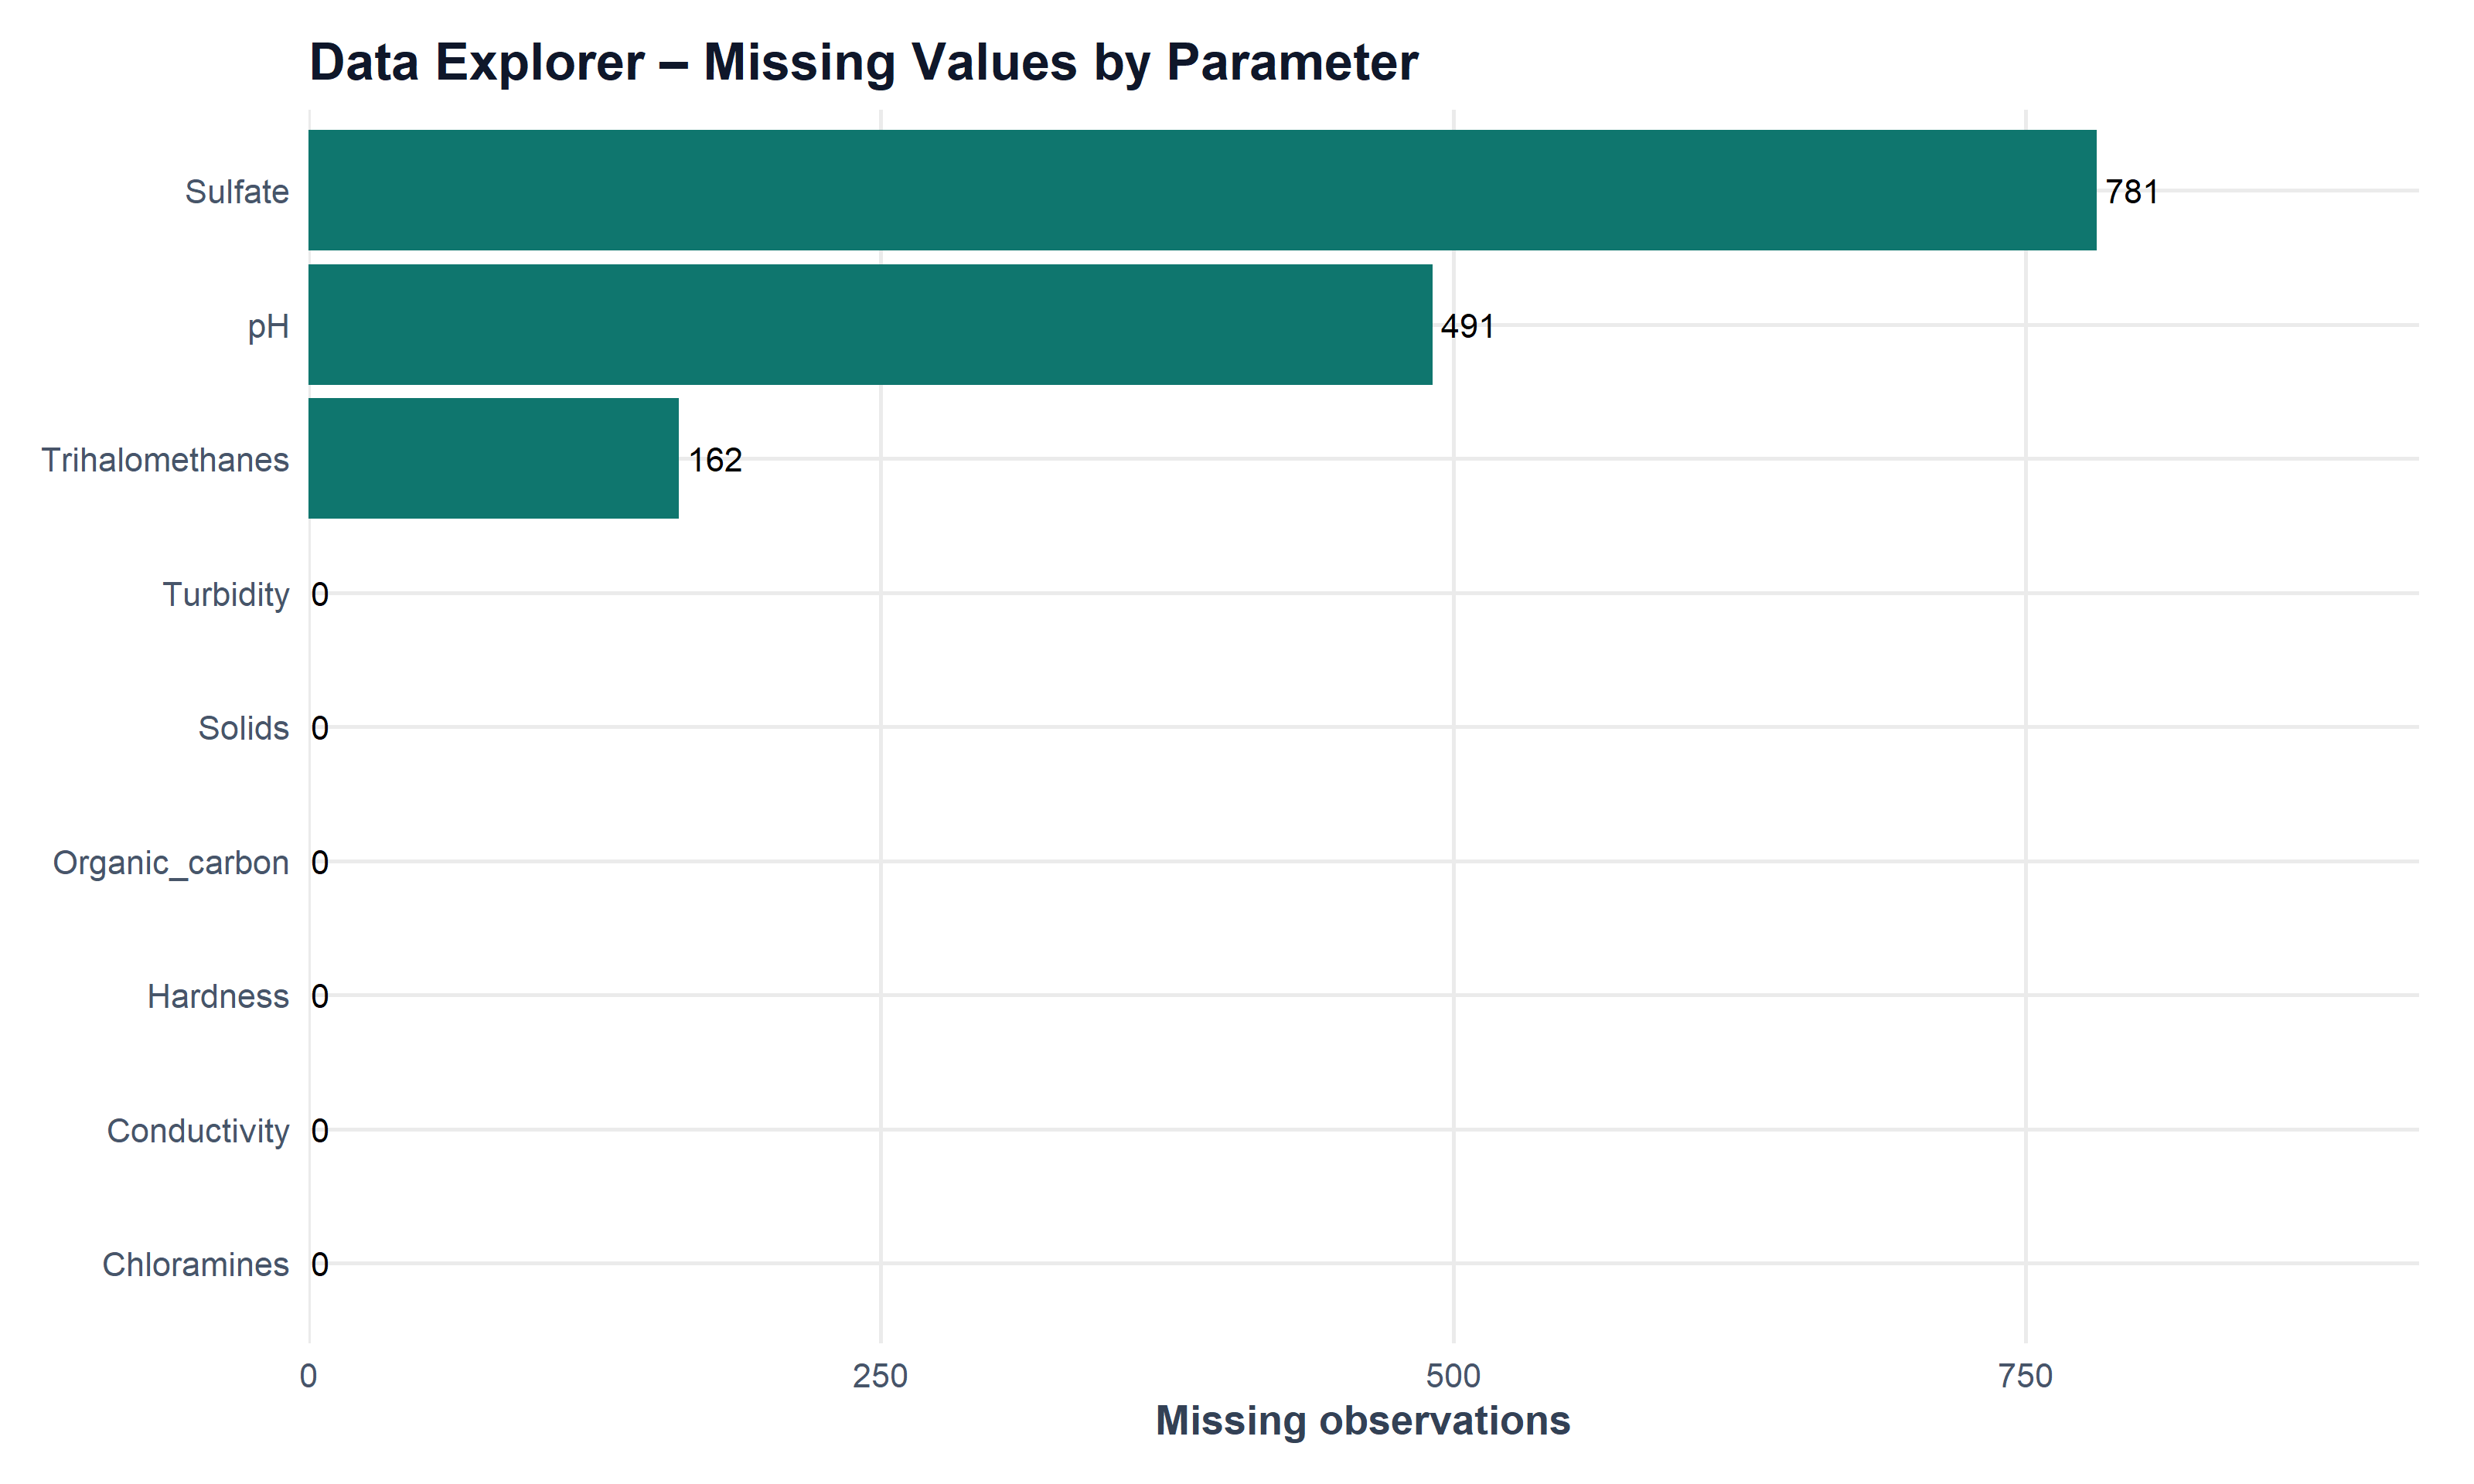 Data Explorer – Missing Values by Parameter
Sulfate 781
pH 491
Trihalomethanes 162
Turbidity 0
Solids 0
Organic_carbon 0
Hardness 0
Conductivity 0
Chloramines 0
0 250 500 750
Missing observations